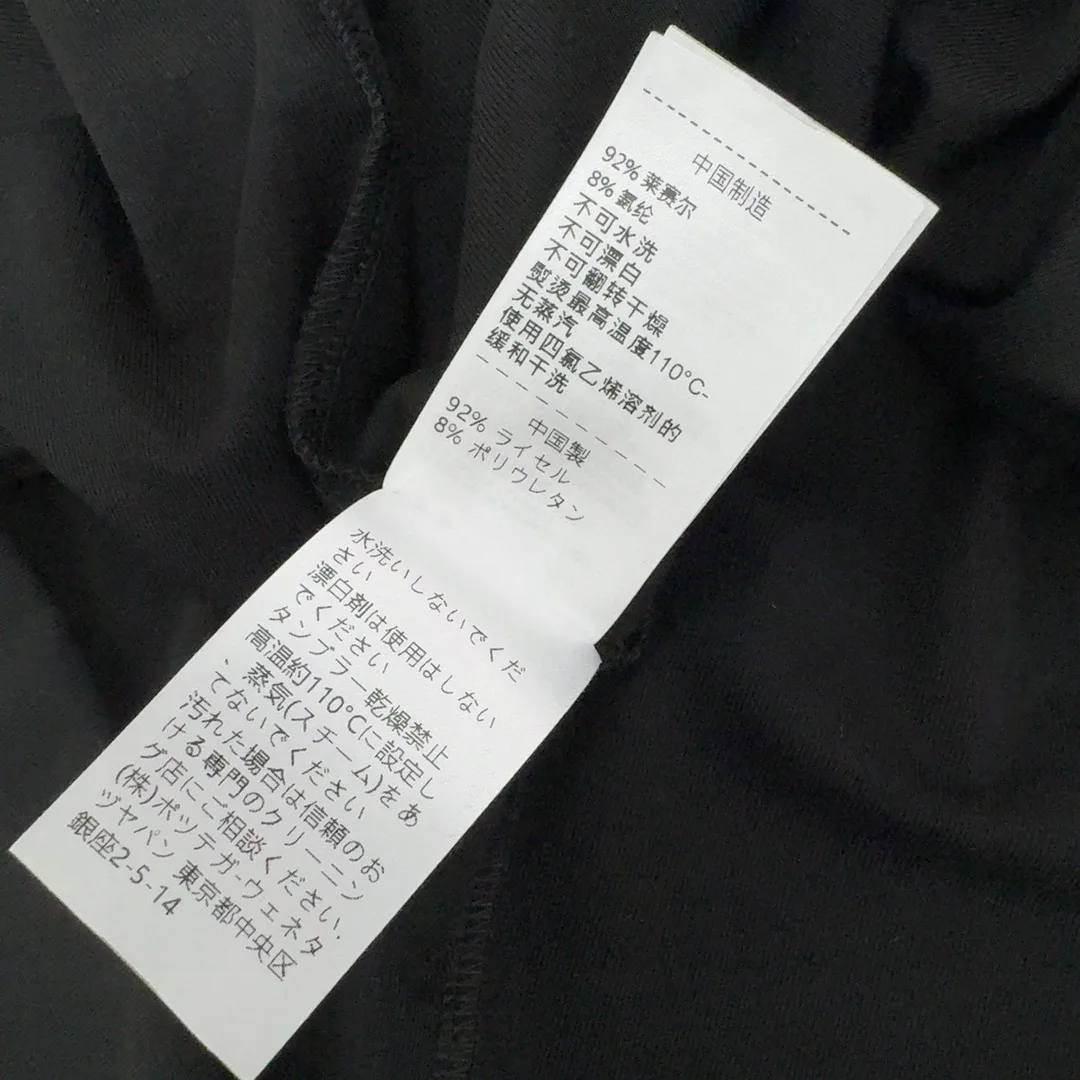 中国制造
92% 莱赛尔
8% 氨纶
不可水洗
不可漂白
不可翻转干燥
熨烫最高温度110°C-
无蒸汽
使用四氯乙烯溶剂的
缓和干洗
中国製
92% ライセル
8% ポリウレタン
水洗いしないでくだ
さい
漂白剤は使用はしない
でください
タンブラー乾燥禁止
高温約110°Cに設定し
、蒸気(スチーム)をあ
てないでください
汚れた場合は信頼のお
ける専門のクリーニン
グ店にご相談ください.
(株)ボッテガ-ウェネタ
ヅヤパン 東京都中央区
銀座2-5-14